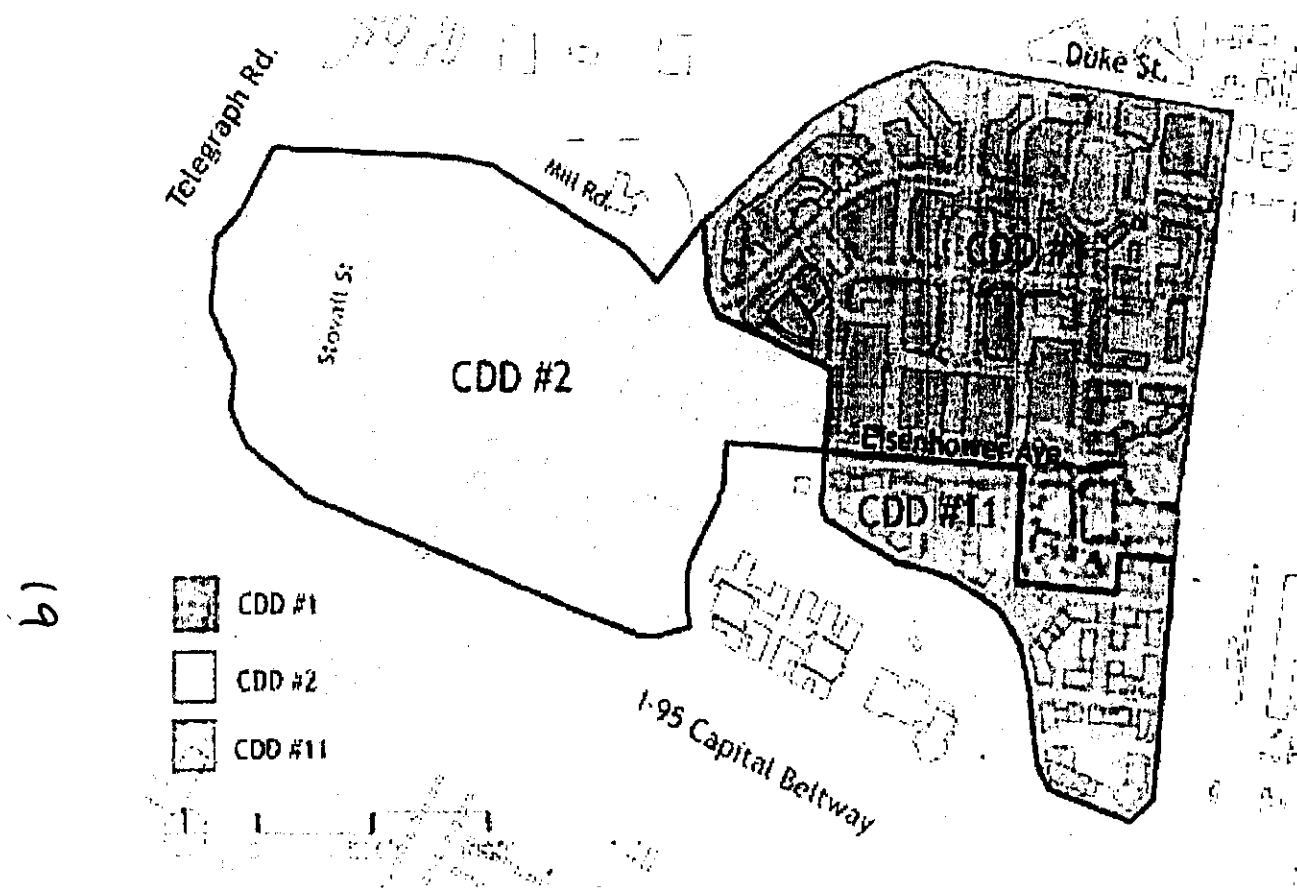 Telegraph Rd.
Duke St.
Mill Rd.
CDD #1
Stovall St
CDD #2
Eisenhower Ave
CDD #11
CDD #1
CDD #2
CDD #11
I-95 Capital Beltway
19